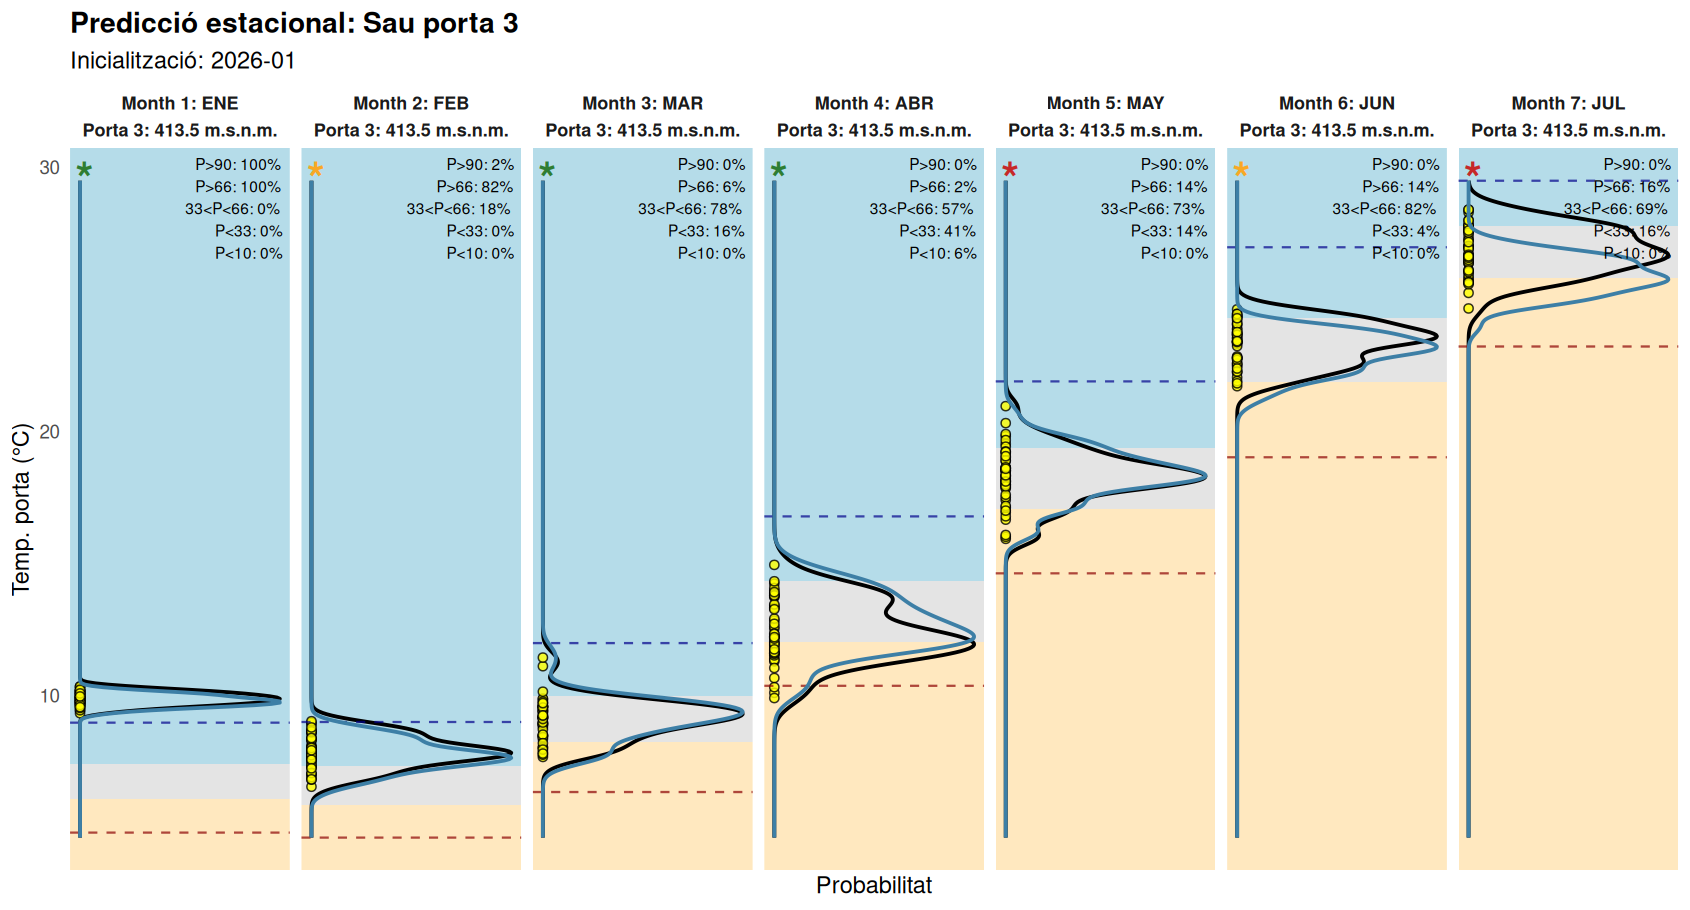 Predicció estacional: Sau porta 3
Inicialització: 2026-01
Month 1: ENE
Porta 3: 413.5 m.s.n.m.
Month 2: FEB
Porta 3: 413.5 m.s.n.m.
Month 3: MAR
Porta 3: 413.5 m.s.n.m.
Month 4: ABR
Porta 3: 413.5 m.s.n.m.
Month 5: MAY
Porta 3: 413.5 m.s.n.m.
Month 6: JUN
Porta 3: 413.5 m.s.n.m.
Month 7: JUL
Porta 3: 413.5 m.s.n.m.
*
P>90: 100%
P>66: 100%
33<P<66: 0%
P<33: 0%
P<10: 0%
*
P>90: 2%
P>66: 82%
33<P<66: 18%
P<33: 0%
P<10: 0%
*
P>90: 0%
P>66: 6%
33<P<66: 78%
P<33: 16%
P<10: 0%
*
P>90: 0%
P>66: 2%
33<P<66: 57%
P<33: 41%
P<10: 6%
*
P>90: 0%
P>66: 14%
33<P<66: 73%
P<33: 14%
P<10: 0%
*
P>90: 0%
P>66: 14%
33<P<66: 82%
P<33: 4%
P<10: 0%
*
P>90: 0%
P>66: 16%
33<P<66: 69%
P<33: 16%
P<10: 0%
30
20
10
Temp. porta (°C)
Probabilitat